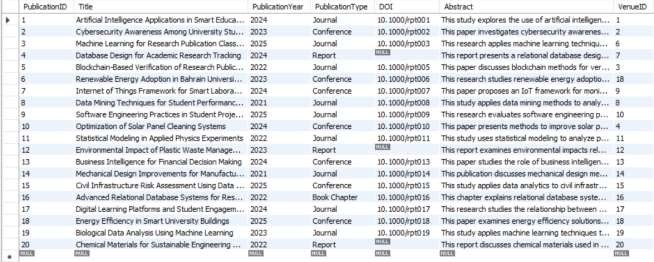 PublicationID Title PublicationYear PublicationType DOI Abstract VenueID
1 Artificial Intelligence Applications in Smart Educa... 2024 Journal 10.1000/rpt001 This study explores the use of artificial intelligen... 1
2 Cybersecurity Awareness Among University Stu... 2023 Conference 10.1000/rpt002 This paper investigates cybersecurity awarenes... 2
3 Machine Learning for Research Publication Class... 2025 Journal 10.1000/rpt003 This research applies machine learning techniqu... 6
4 Database Design for Academic Research Tracking 2024 Report NULL This report presents a relational database desig... 7
5 Blockchain-Based Verification of Research Public... 2022 Journal 10.1000/rpt005 This paper discusses blockchain methods for ver... 3
6 Renewable Energy Adoption in Bahrain Universi... 2023 Conference 10.1000/rpt006 This research studies renewable energy adoptio... 18
7 Internet of Things Framework for Smart Labora... 2024 Conference 10.1000/rpt007 This paper proposes an IoT framework for moni... 9
8 Data Mining Techniques for Student Performanc... 2021 Journal 10.1000/rpt008 This study applies data mining methods to analy... 8
9 Software Engineering Practices in Student Proje... 2025 Journal 10.1000/rpt009 This research evaluates software engineering p... 10
10 Optimization of Solar Panel Cleaning Systems 2024 Conference 10.1000/rpt010 This paper presents methods to improve solar p... 4
11 Statistical Modeling in Applied Physics Experiments 2022 Journal 10.1000/rpt011 This study uses statistical modeling to analyze p... 11
12 Environmental Impact of Plastic Waste Manage... 2023 Report NULL This report examines environmental impacts rel... 12
13 Business Intelligence for Financial Decision Making 2024 Conference 10.1000/rpt013 This paper studies the role of business intelligen... 13
14 Mechanical Design Improvements for Manufactu... 2021 Journal 10.1000/rpt014 This publication discusses mechanical design me... 14
15 Civil Infrastructure Risk Assessment Using Data ... 2025 Conference 10.1000/rpt015 This study applies data analytics to civil infrastr... 15
16 Advanced Relational Database Systems for Res... 2022 Book Chapter 10.1000/rpt016 This chapter explains relational database syste... 16
17 Digital Learning Platforms and Student Engagem... 2024 Journal 10.1000/rpt017 This research studies the relationship between ... 17
18 Energy Efficiency in Smart University Buildings 2025 Conference 10.1000/rpt018 This paper examines energy efficiency solutions... 18
19 Biological Data Analysis Using Machine Learning 2023 Journal 10.1000/rpt019 This study applies machine learning techniques t... 19
20 Chemical Materials for Sustainable Engineering ... 2022 Report NULL This report discusses chemical materials used in ... 20
NULL NULL NULL NULL NULL NULL NULL